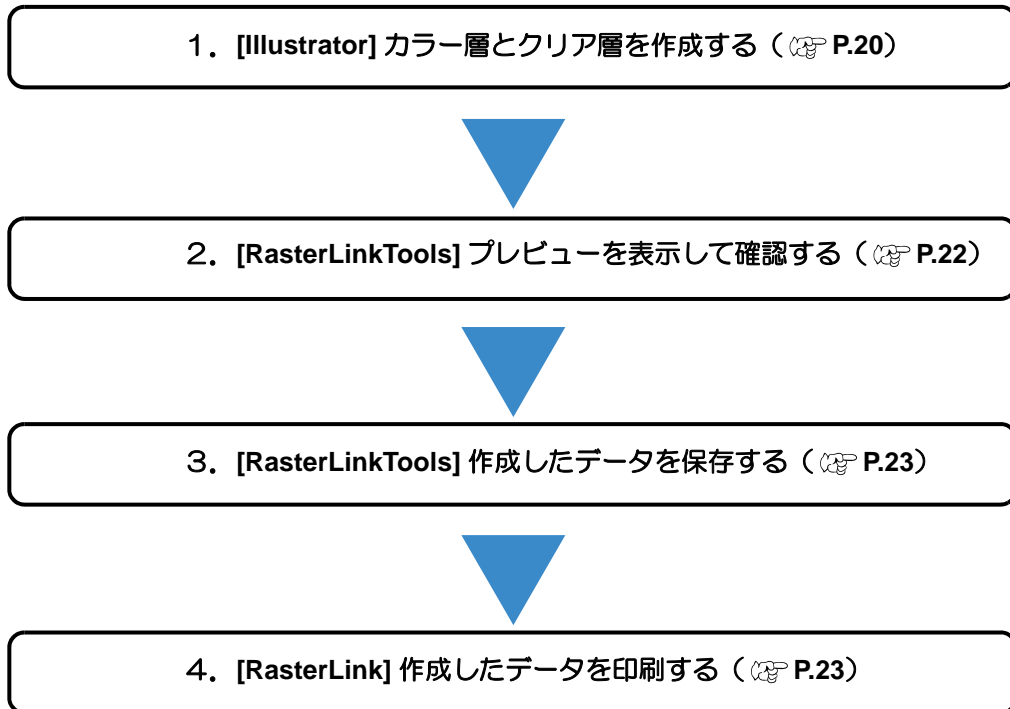 1．[Illustrator] カラー層とクリア層を作成する（☞ P.20）
2．[RasterLinkTools] プレビューを表示して確認する（☞ P.22）
3．[RasterLinkTools] 作成したデータを保存する（☞ P.23）
4．[RasterLink] 作成したデータを印刷する（☞ P.23）